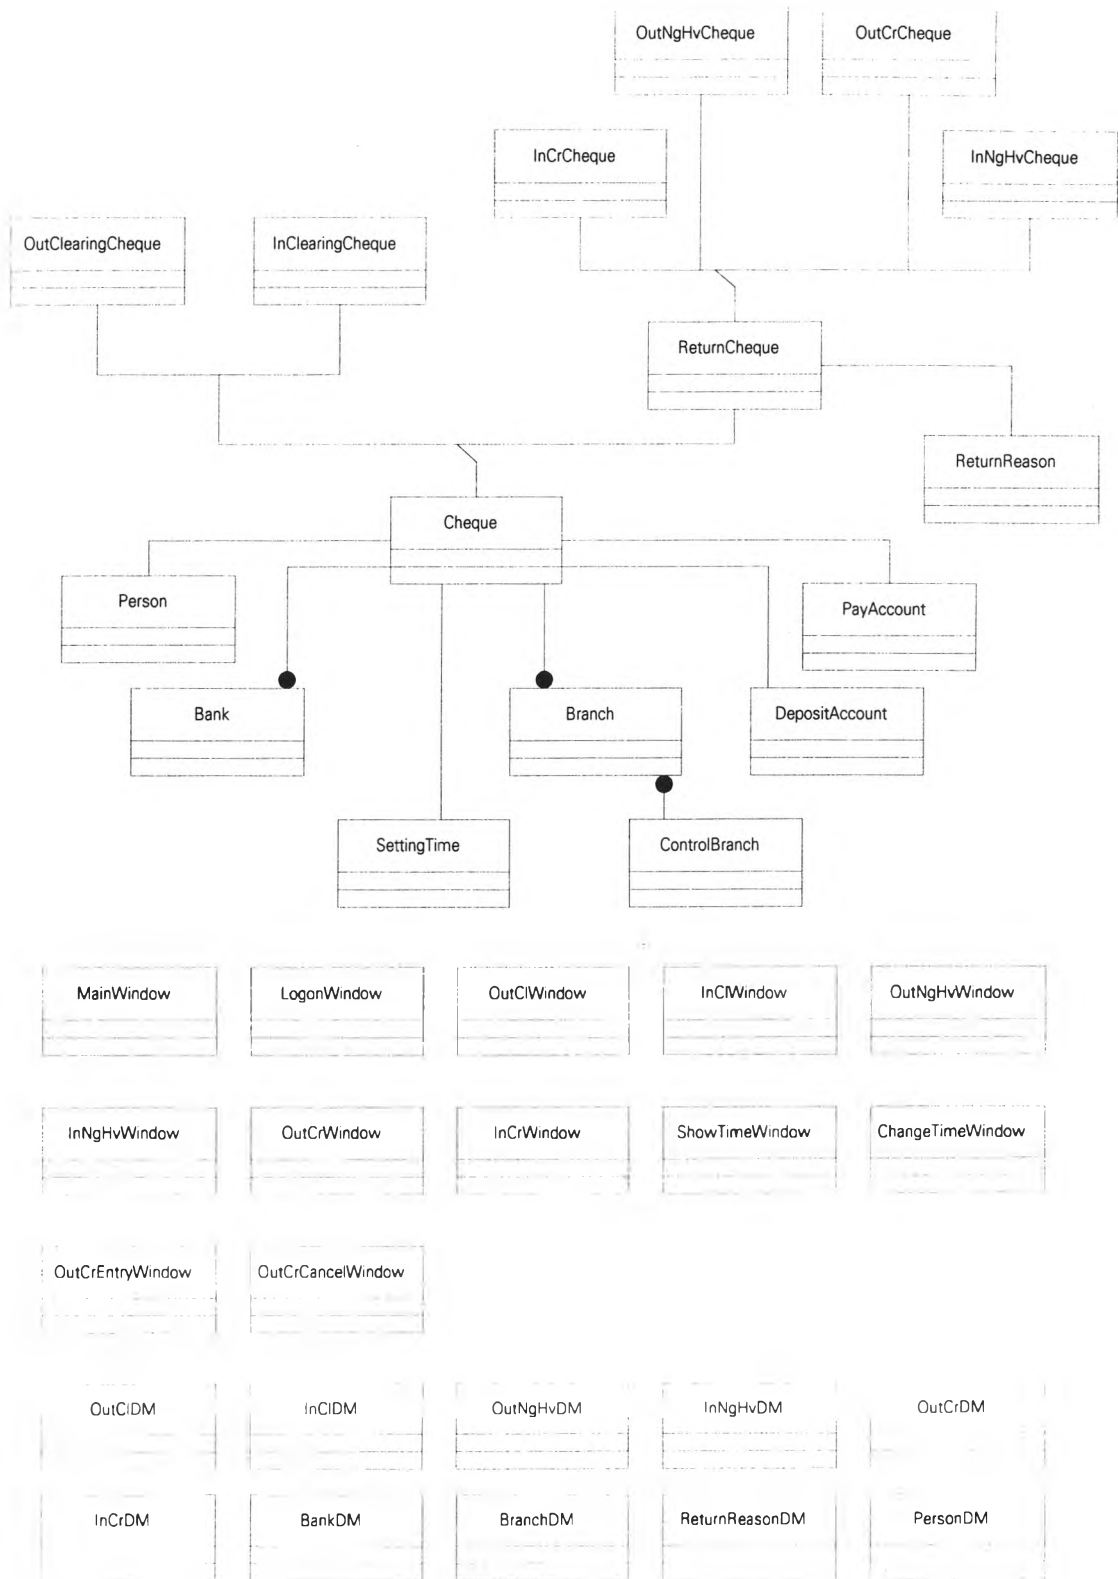 OutNgHvCheque
OutCrCheque
InCrCheque
InNgHvCheque
OutClearingCheque
InClearingCheque
ReturnCheque
ReturnReason
Cheque
Person
PayAccount
Bank
Branch
DepositAccount
SettingTime
ControlBranch
MainWindow
LogonWindow
OutClWindow
InClWindow
OutNgHvWindow
InNgHvWindow
OutCrWindow
InCrWindow
ShowTimeWindow
ChangeTimeWindow
OutCrEntryWindow
OutCrCancelWindow
OutClDM
InClDM
OutNgHvDM
InNgHvDM
OutCrDM
InCrDM
BankDM
BranchDM
ReturnReasonDM
PersonDM